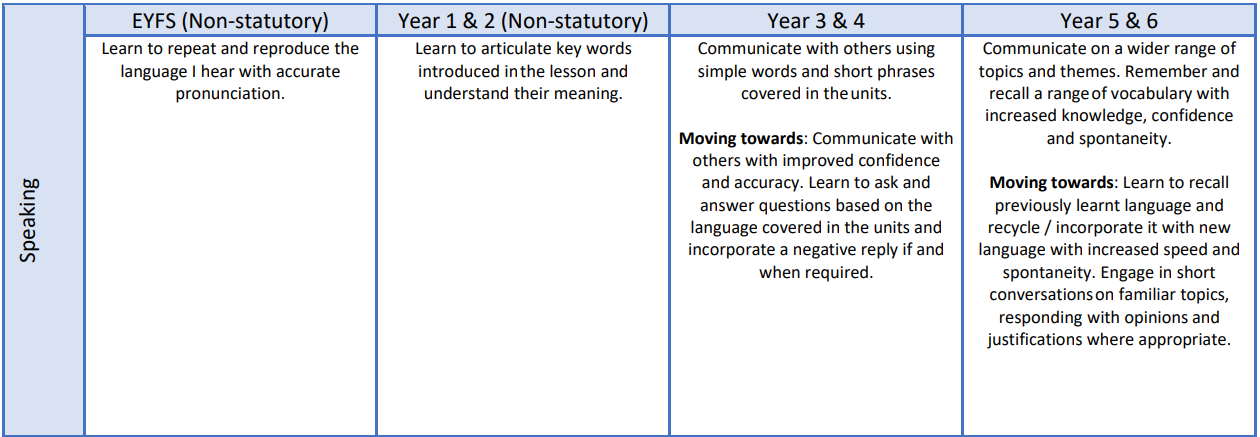 EYFS (Non-statutory)
Year 1 & 2 (Non-statutory)
Year 3 & 4
Year 5 & 6
Speaking
Learn to repeat and reproduce the
language I hear with accurate
pronunciation.
Learn to articulate key words
introduced in the lesson and
understand their meaning.
Communicate with others using
simple words and short phrases
covered in the units.
Moving towards: Communicate with
others with improved confidence
and accuracy. Learn to ask and
answer questions based on the
language covered in the units and
incorporate a negative reply if and
when required.
Communicate on a wider range of
topics and themes. Remember and
recall a range of vocabulary with
increased knowledge, confidence
and spontaneity.
Moving towards: Learn to recall
previously learnt language and
recycle / incorporate it with new
language with increased speed and
spontaneity. Engage in short
conversations on familiar topics,
responding with opinions and
justifications where appropriate.